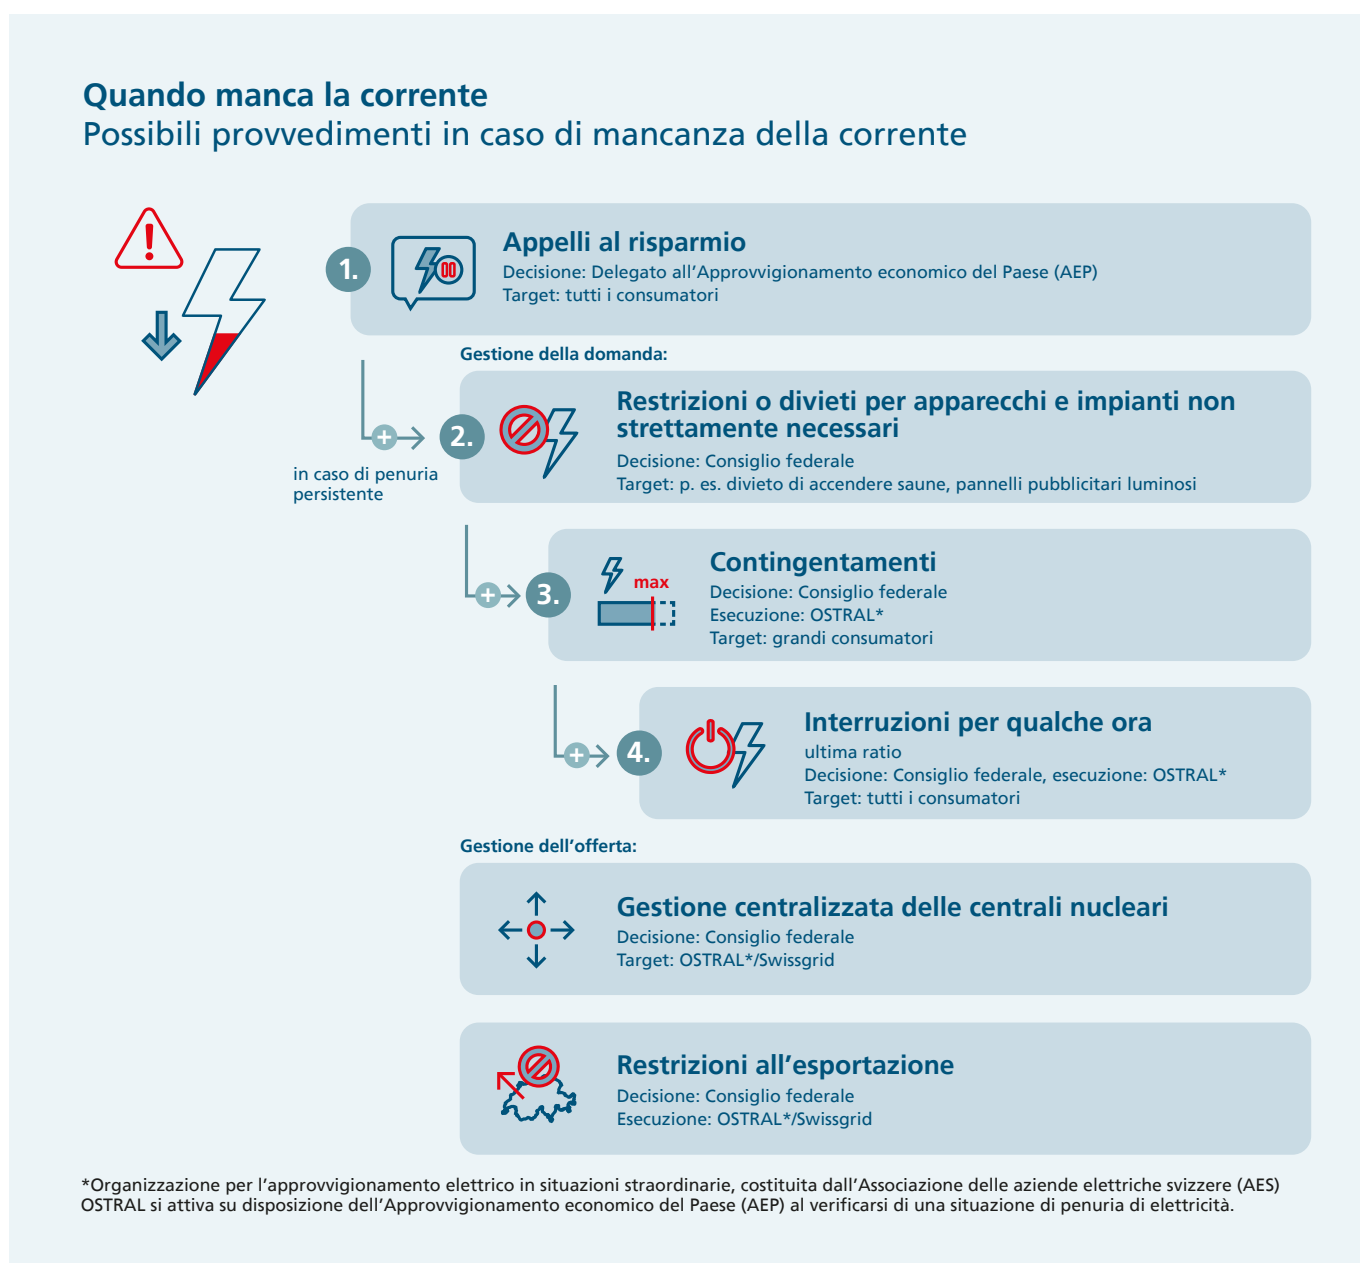 Quando manca la corrente
Possibili provvedimenti in caso di mancanza della corrente
1.
Appelli al risparmio
Decisione: Delegato all’Approvvigionamento economico del Paese (AEP)
Target: tutti i consumatori
Gestione della domanda:
+
in caso di penuria
persistente
2.
Restrizioni o divieti per apparecchi e impianti non
strettamente necessari
Decisione: Consiglio federale
Target: p. es. divieto di accendere saune, pannelli pubblicitari luminosi
+
3.
max
Contingentamenti
Decisione: Consiglio federale
Esecuzione: OSTRAL*
Target: grandi consumatori
+
4.
Interruzioni per qualche ora
ultima ratio
Decisione: Consiglio federale, esecuzione: OSTRAL*
Target: tutti i consumatori
Gestione dell’offerta:
Gestione centralizzata delle centrali nucleari
Decisione: Consiglio federale
Target: OSTRAL*/Swissgrid
Restrizioni all’esportazione
Decisione: Consiglio federale
Esecuzione: OSTRAL*/Swissgrid
*Organizzazione per l’approvvigionamento elettrico in situazioni straordinarie, costituita dall’Associazione delle aziende elettriche svizzere (AES)
OSTRAL si attiva su disposizione dell’Approvvigionamento economico del Paese (AEP) al verificarsi di una situazione di penuria di elettricità.